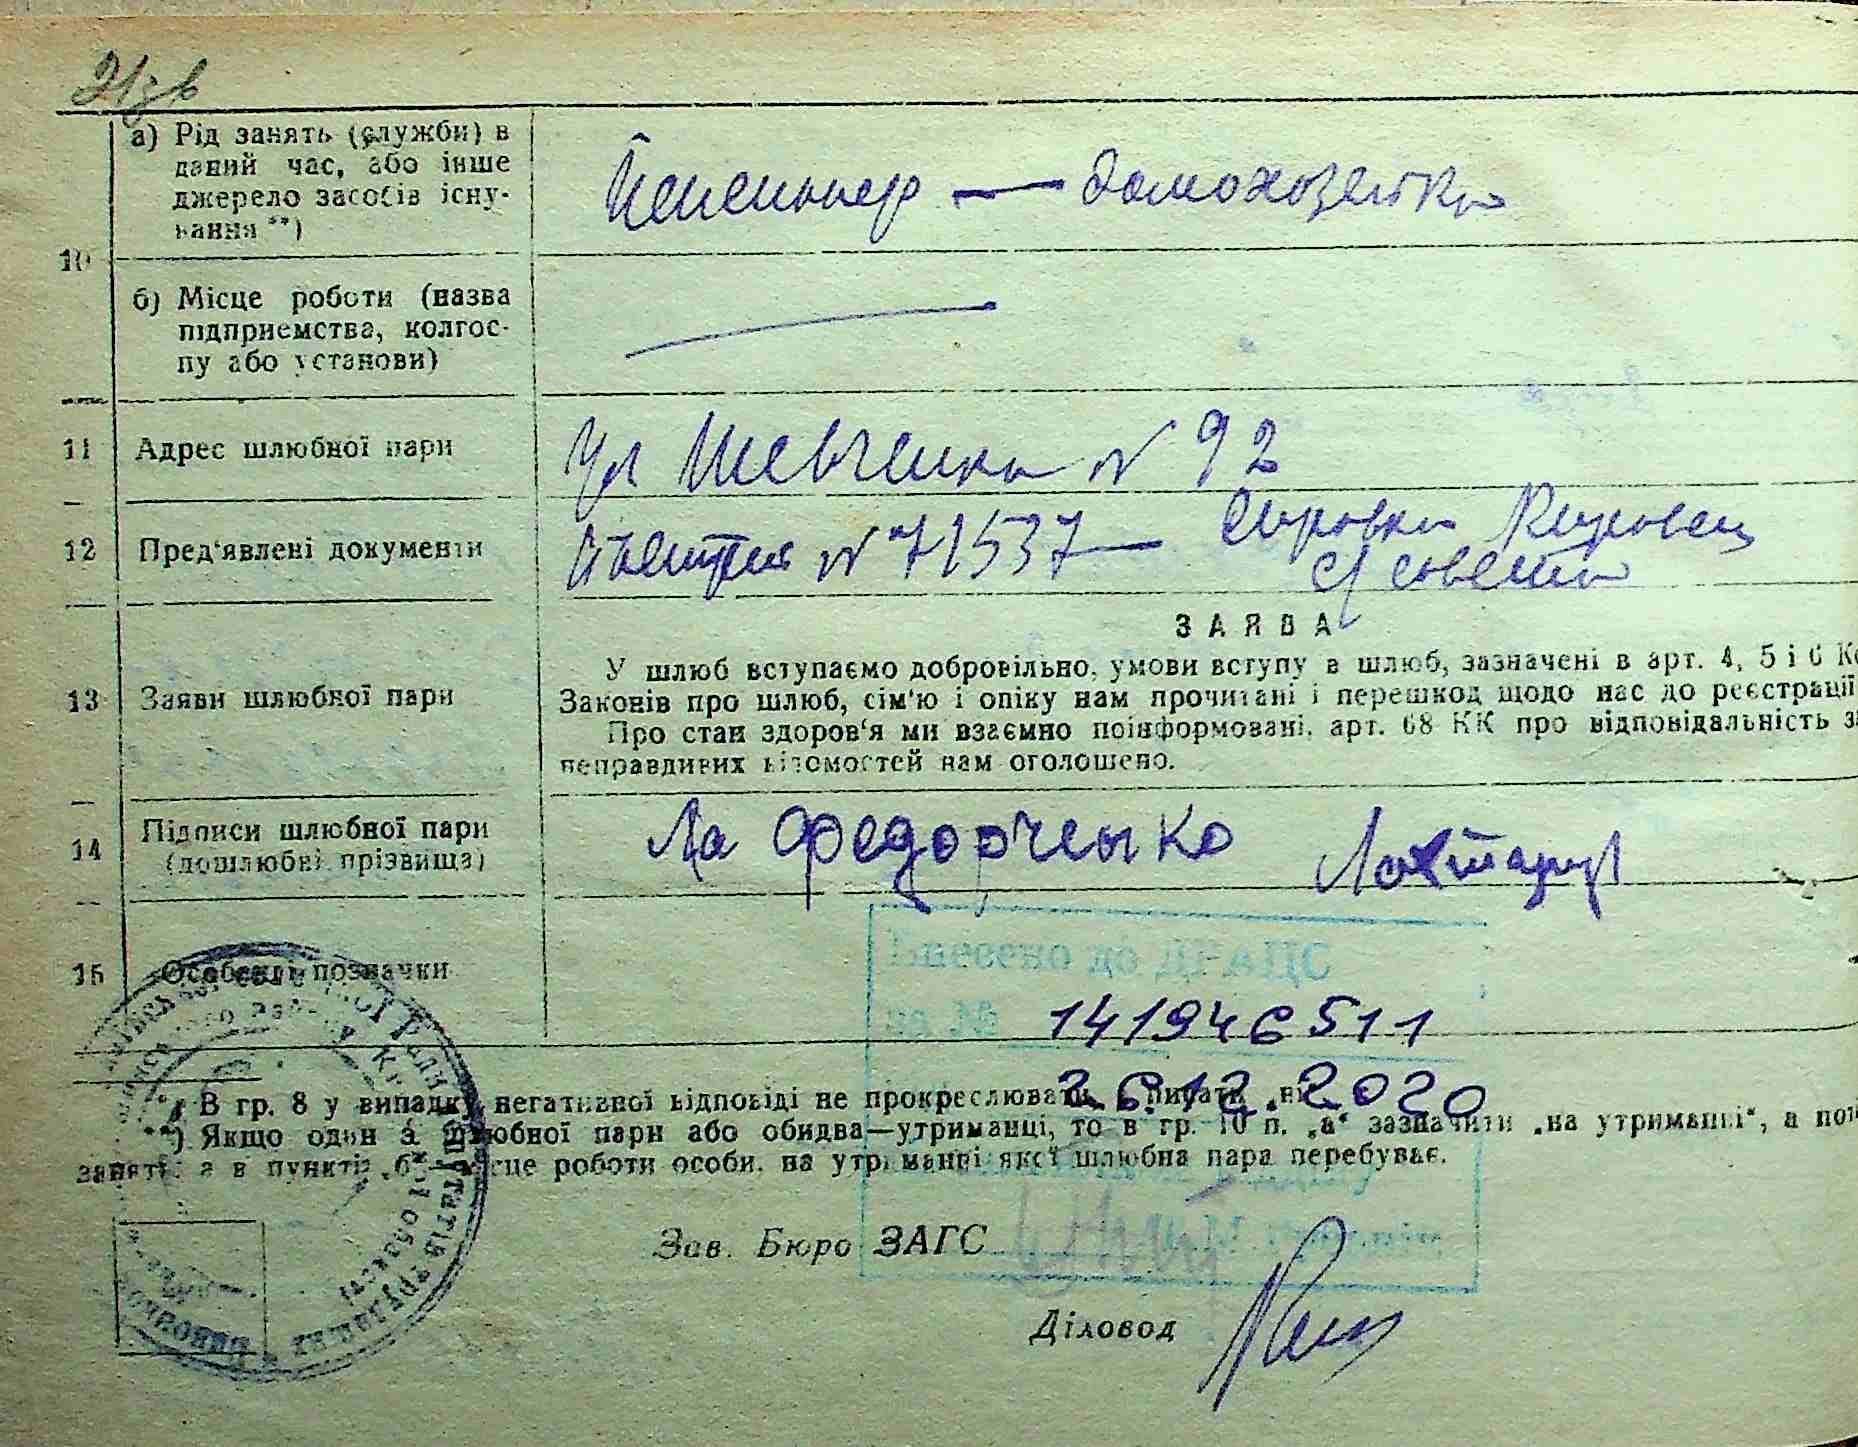 21зв
а) Рід занять (служби) в
даний час, або інше
джерело засобів існу-
вання **)
Пенсионер — домохозяйка
10
б) Місце роботи (назва
підприємства, колгос-
пу або установи)
11 Адрес шлюбної пари
Ул Шевченко № 92
12 Пред'явлені документи
№ 71537 — Справка
с/совета
13 Заяви шлюбної пари
ЗАЯВА
У шлюб вступаємо добровільно, умови вступу в шлюб, зазначені в арт. 4, 5 і 6 Ко
Законів про шлюб, сім'ю і опіку нам прочитані і перешкод щодо нас до реєстрації
Про стан здоров'я ми взаємно поінформовані, арт. 68 КК про відповідальність за
неправдивих відомостей нам оголошено.
14 Підписи шлюбної пари
(дошлюбні прізвища)
Федорченко
15 Особливі позначки
Внесено до ДРАЦС
за № 141946511
26.12.2020
*) В гр. 8 у випадку негативної відповіді не прокреслювати, а писати „ні“.
**) Якщо один з шлюбної пари або обидва—утриманці, то в гр. 10 п. „а“ зазначити „на утриманні“, а пот
занятт, а в пункті „б“—місце роботи особи, на утриманні якої шлюбна пара перебуває.
Зав. Бюро ЗАГС
Діловод